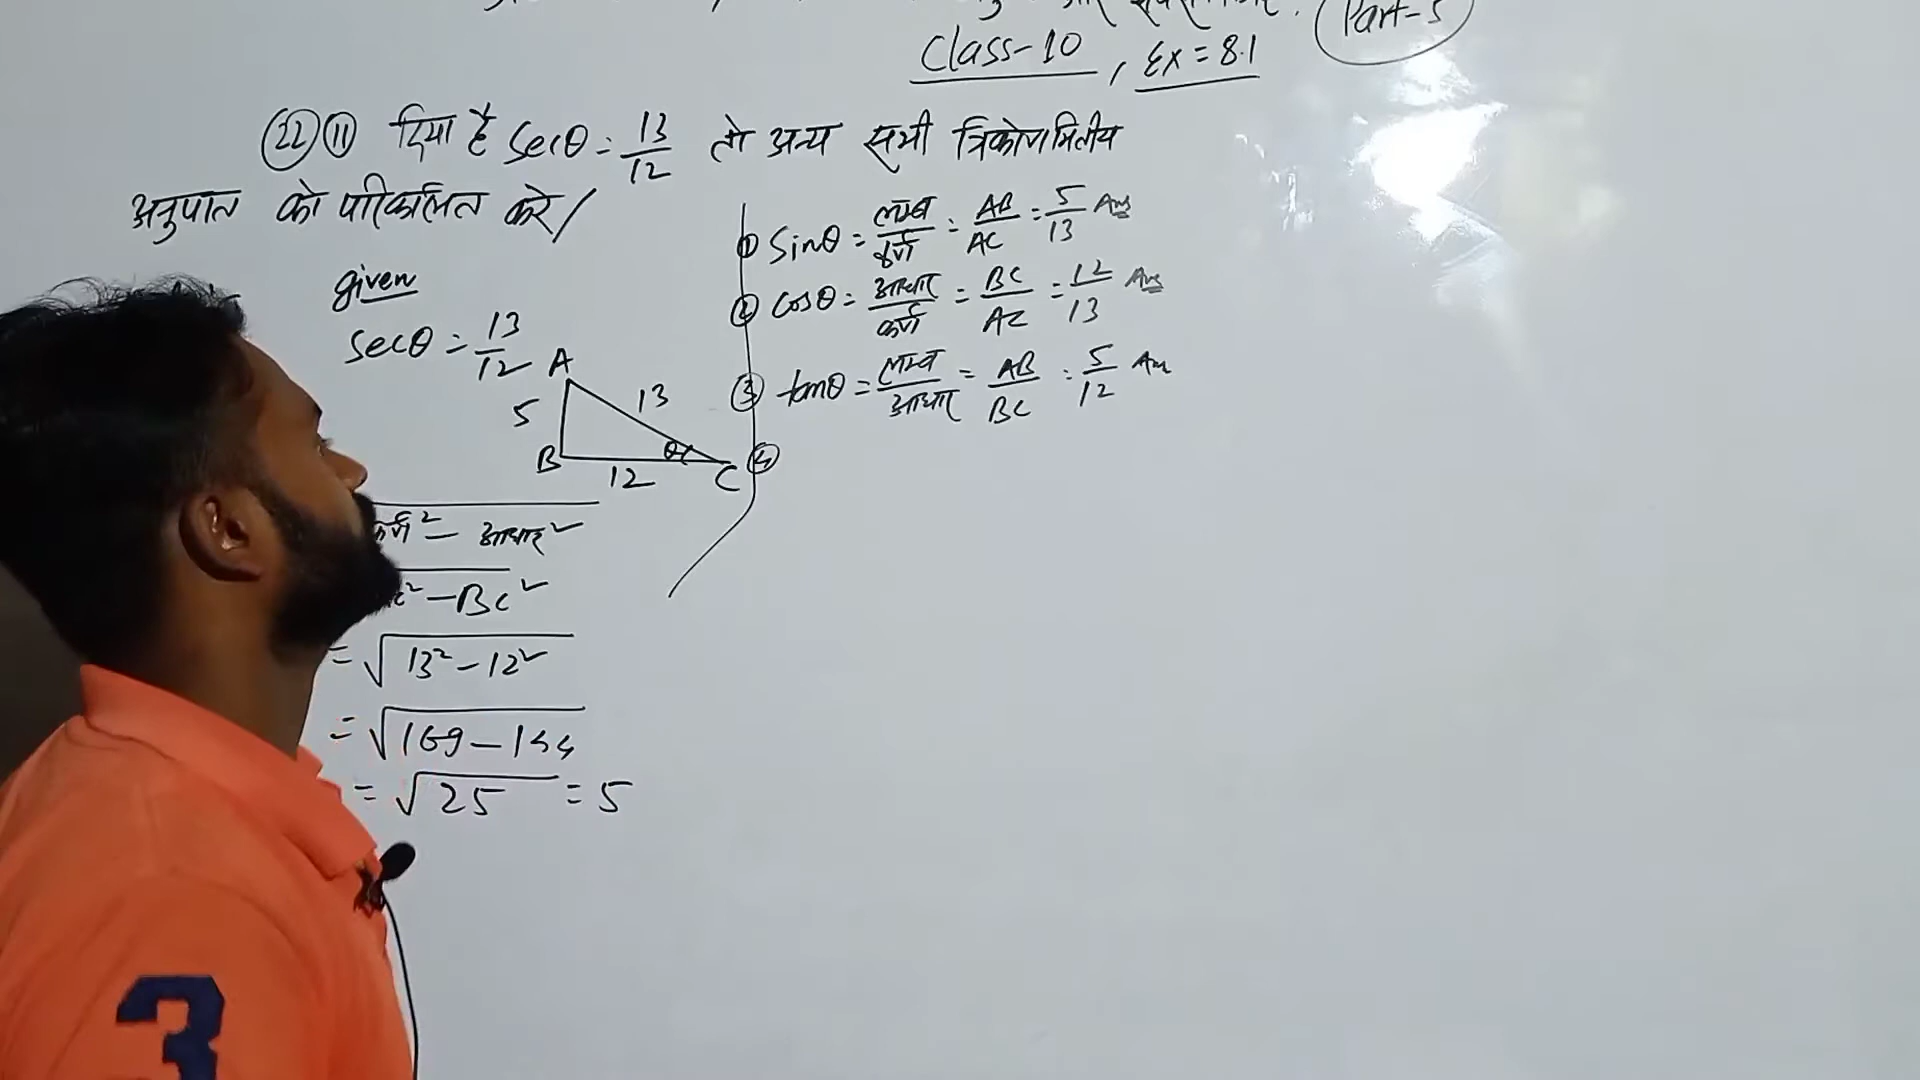 Part-5
Class-10, Ex = 8.1
(22) (11) दिया है Secθ = 13/12 तो अन्य सभी त्रिकोणमितीय
अनुपात को परिकलित करे/
given
Secθ = 13/12
A
5
13
B
θ
12
C
कर्ण² - आधार²
- BC²
= √13² - 12²
= √169 - 144
= √25 = 5
(1) Sinθ = लम्ब/कर्ण = AB/AC = 5/13 Ans
(2) Cosθ = आधार/कर्ण = BC/AC = 12/13 Ans
(3) tanθ = लम्ब/आधार = AB/BC = 5/12 Ans
(4)
3